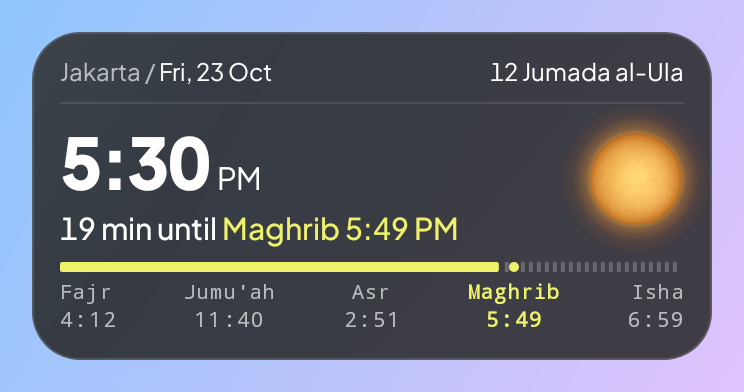 Jakarta / Fri, 23 Oct
12 Jumada al-Ula
5:30 PM
19 min until Maghrib 5:49 PM
Fajr Jumu'ah Asr Maghrib Isha
4:12 11:40 2:51 5:49 6:59